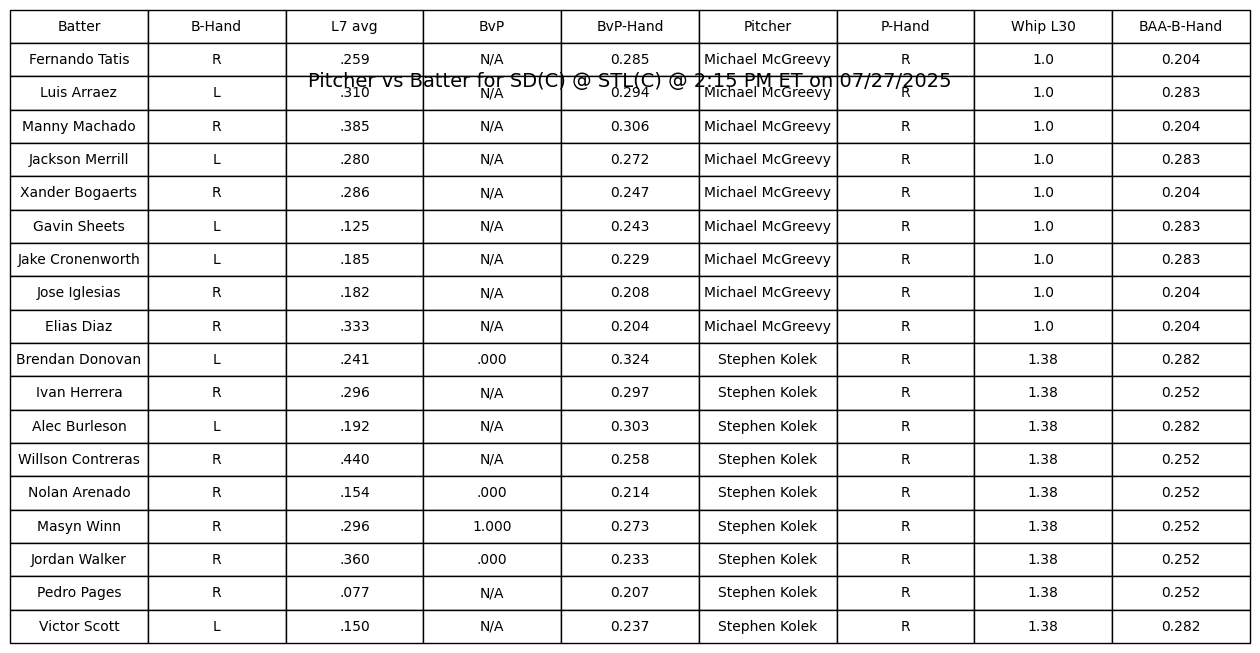 Batter B-Hand L7 avg BvP BvP-Hand Pitcher P-Hand Whip L30 BAA-B-Hand
Fernando Tatis R .259 N/A 0.285 Michael McGreevy R 1.0 0.204
Pitcher vs Batter for SD(C) @ STL(C) @ 2:15 PM ET on 07/27/2025
Luis Arraez L .310 N/A 0.294 Michael McGreevy R 1.0 0.283
Manny Machado R .385 N/A 0.306 Michael McGreevy R 1.0 0.204
Jackson Merrill L .280 N/A 0.272 Michael McGreevy R 1.0 0.283
Xander Bogaerts R .286 N/A 0.247 Michael McGreevy R 1.0 0.204
Gavin Sheets L .125 N/A 0.243 Michael McGreevy R 1.0 0.283
Jake Cronenworth L .185 N/A 0.229 Michael McGreevy R 1.0 0.283
Jose Iglesias R .182 N/A 0.208 Michael McGreevy R 1.0 0.204
Elias Diaz R .333 N/A 0.204 Michael McGreevy R 1.0 0.204
Brendan Donovan L .241 .000 0.324 Stephen Kolek R 1.38 0.282
Ivan Herrera R .296 N/A 0.297 Stephen Kolek R 1.38 0.252
Alec Burleson L .192 N/A 0.303 Stephen Kolek R 1.38 0.282
Willson Contreras R .440 N/A 0.258 Stephen Kolek R 1.38 0.252
Nolan Arenado R .154 .000 0.214 Stephen Kolek R 1.38 0.252
Masyn Winn R .296 1.000 0.273 Stephen Kolek R 1.38 0.252
Jordan Walker R .360 .000 0.233 Stephen Kolek R 1.38 0.252
Pedro Pages R .077 N/A 0.207 Stephen Kolek R 1.38 0.252
Victor Scott L .150 N/A 0.237 Stephen Kolek R 1.38 0.282